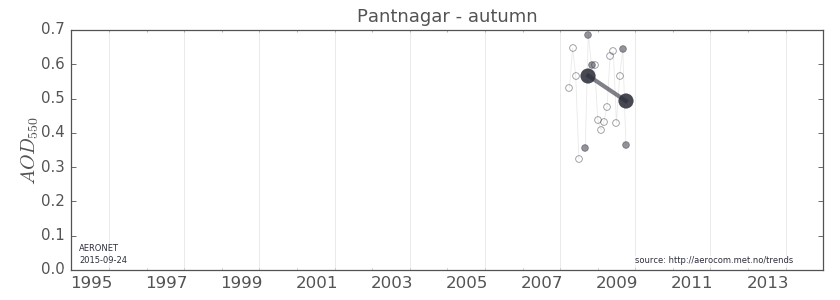 Pantnagar - autumn
0.7
0.6
0.5
0.4
0.3
0.2
0.1
0.0
AOD550
AERONET
2015-09-24
source: http://aerocom.met.no/trends
1995 1997 1999 2001 2003 2005 2007 2009 2011 2013